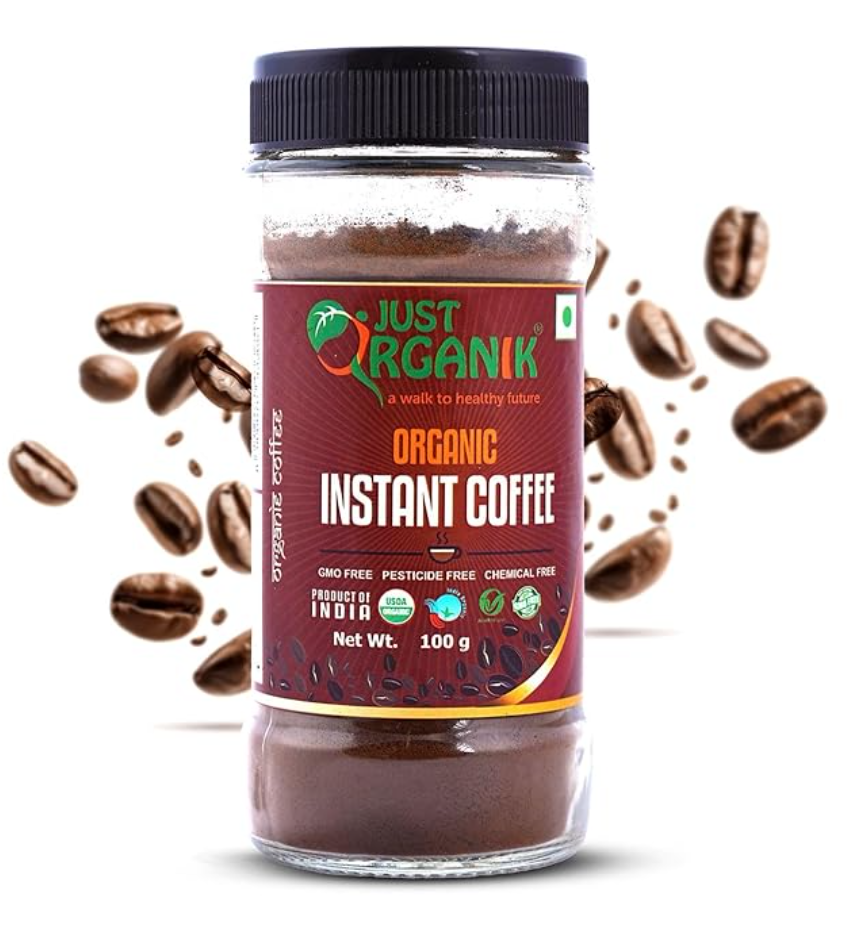 JUST
ORGANIK®
a walk to healthy future
ORGANIC
INSTANT COFFEE
GMO FREE PESTICIDE FREE CHEMICAL FREE
PRODUCT OF
INDIA
USDA
ORGANIC
Net Wt. 100 g
organic coffee